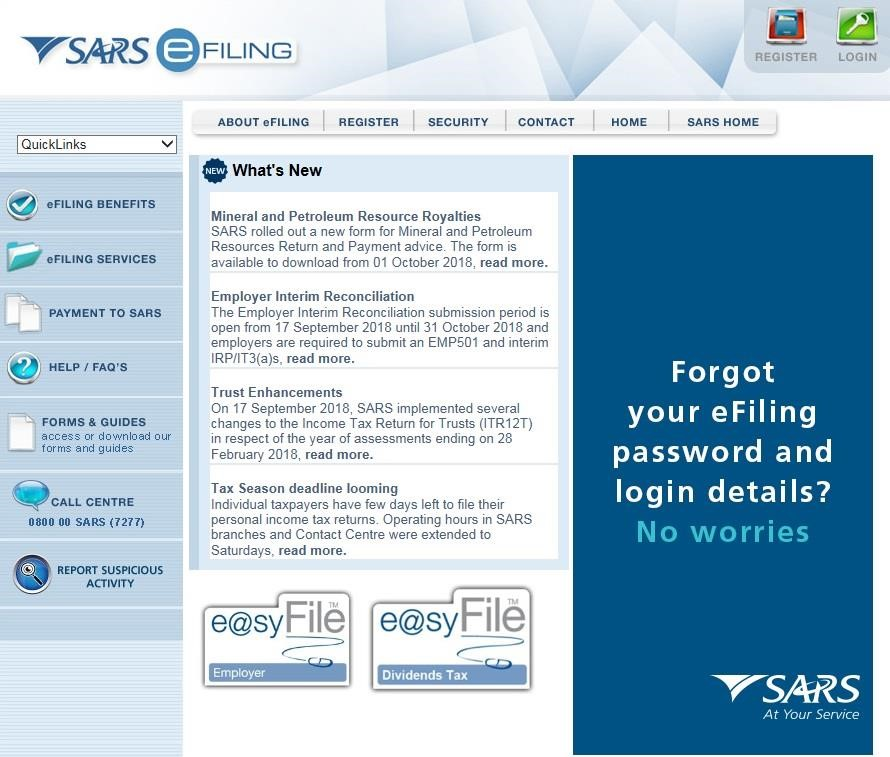 SARS eFILING
REGISTER
LOGIN
ABOUT eFILING
REGISTER
SECURITY
CONTACT
HOME
SARS HOME
QuickLinks
eFILING BENEFITS
eFILING SERVICES
PAYMENT TO SARS
HELP / FAQ'S
FORMS & GUIDES
access or download our
forms and guides
CALL CENTRE
0800 00 SARS (7277)
REPORT SUSPICIOUS
ACTIVITY
NEW What's New
Mineral and Petroleum Resource Royalties
SARS rolled out a new form for Mineral and Petroleum
Resources Return and Payment advice. The form is
available to download from 01 October 2018, read more.
Employer Interim Reconciliation
The Employer Interim Reconciliation submission period is
open from 17 September 2018 until 31 October 2018 and
employers are required to submit an EMP501 and interim
IRP/IT3(a)s, read more.
Trust Enhancements
On 17 September 2018, SARS implemented several
changes to the Income Tax Return for Trusts (ITR12T)
in respect of the year of assessments ending on 28
February 2018, read more.
Tax Season deadline looming
Individual taxpayers have few days left to file their
personal income tax returns. Operating hours in SARS
branches and Contact Centre were extended to
Saturdays, read more.
e@syFile™
Employer
e@syFile™
Dividends Tax
Forgot
your eFiling
password and
login details?
No worries
SARS
At Your Service